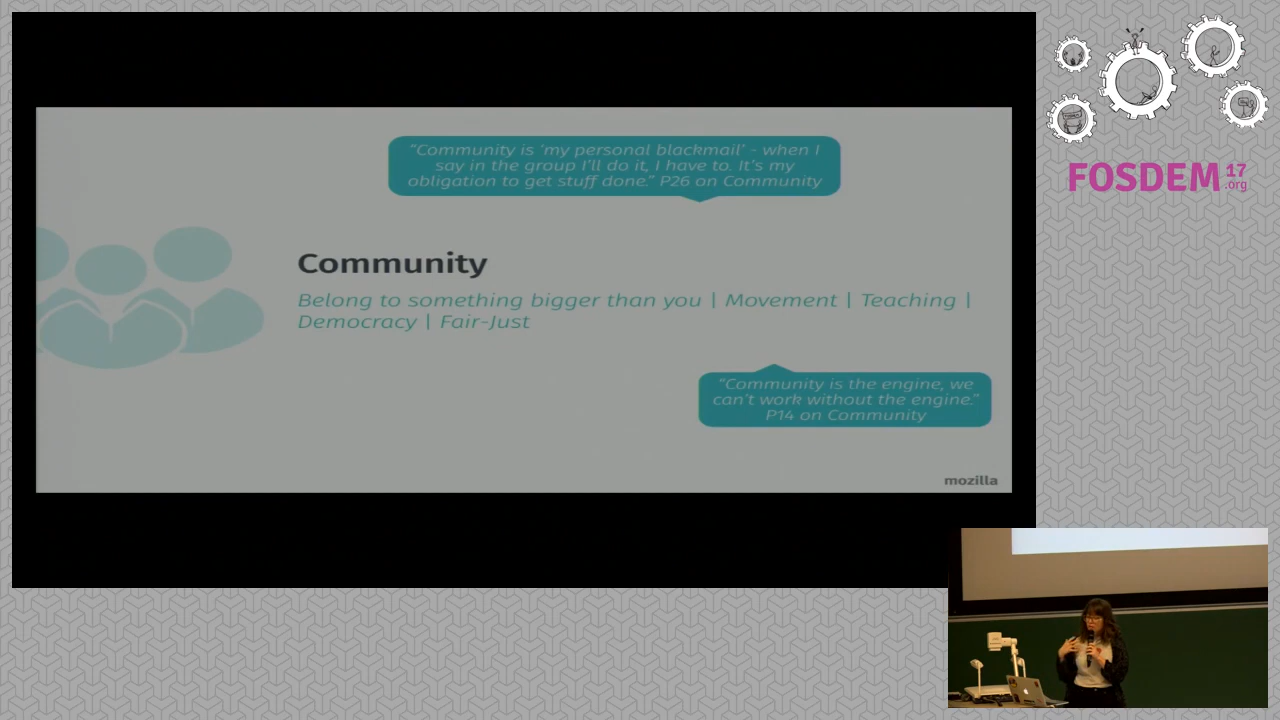 "Community is 'my personal blackmail' - when I
say in the group I'll do it, I have to. It's my
obligation to get stuff done." P26 on Community
Community
Belong to something bigger than you | Movement | Teaching |
Democracy | Fair-Just
"Community is the engine, we
can't work without the engine."
P14 on Community
mozilla
FOSDEM 17
.org